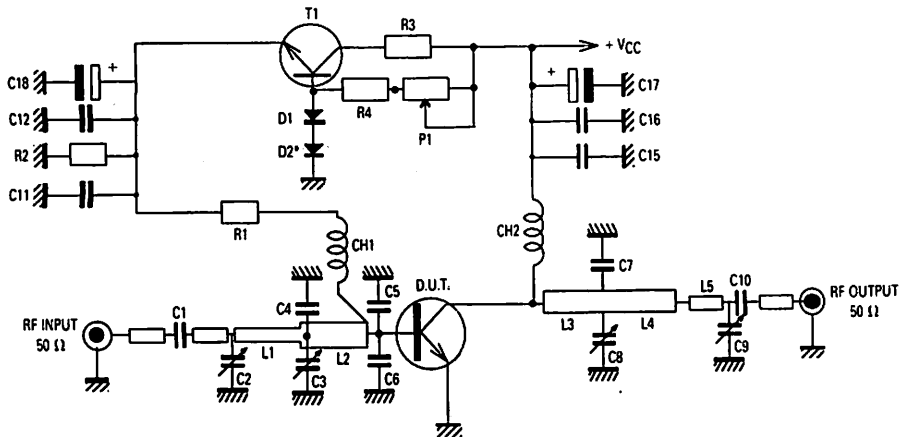 T1
R3
+ VCC
C18
+
+
C17
C12
D1
R4
P1
C16
R2
D2*
C15
C11
R1
CH1
CH2
C7
C5
D.U.T.
C4
L5
C10
RF OUTPUT
50 Ω
RF INPUT
50 Ω
C1
L3
L4
L1
L2
C9
C2
C3
C6
C8